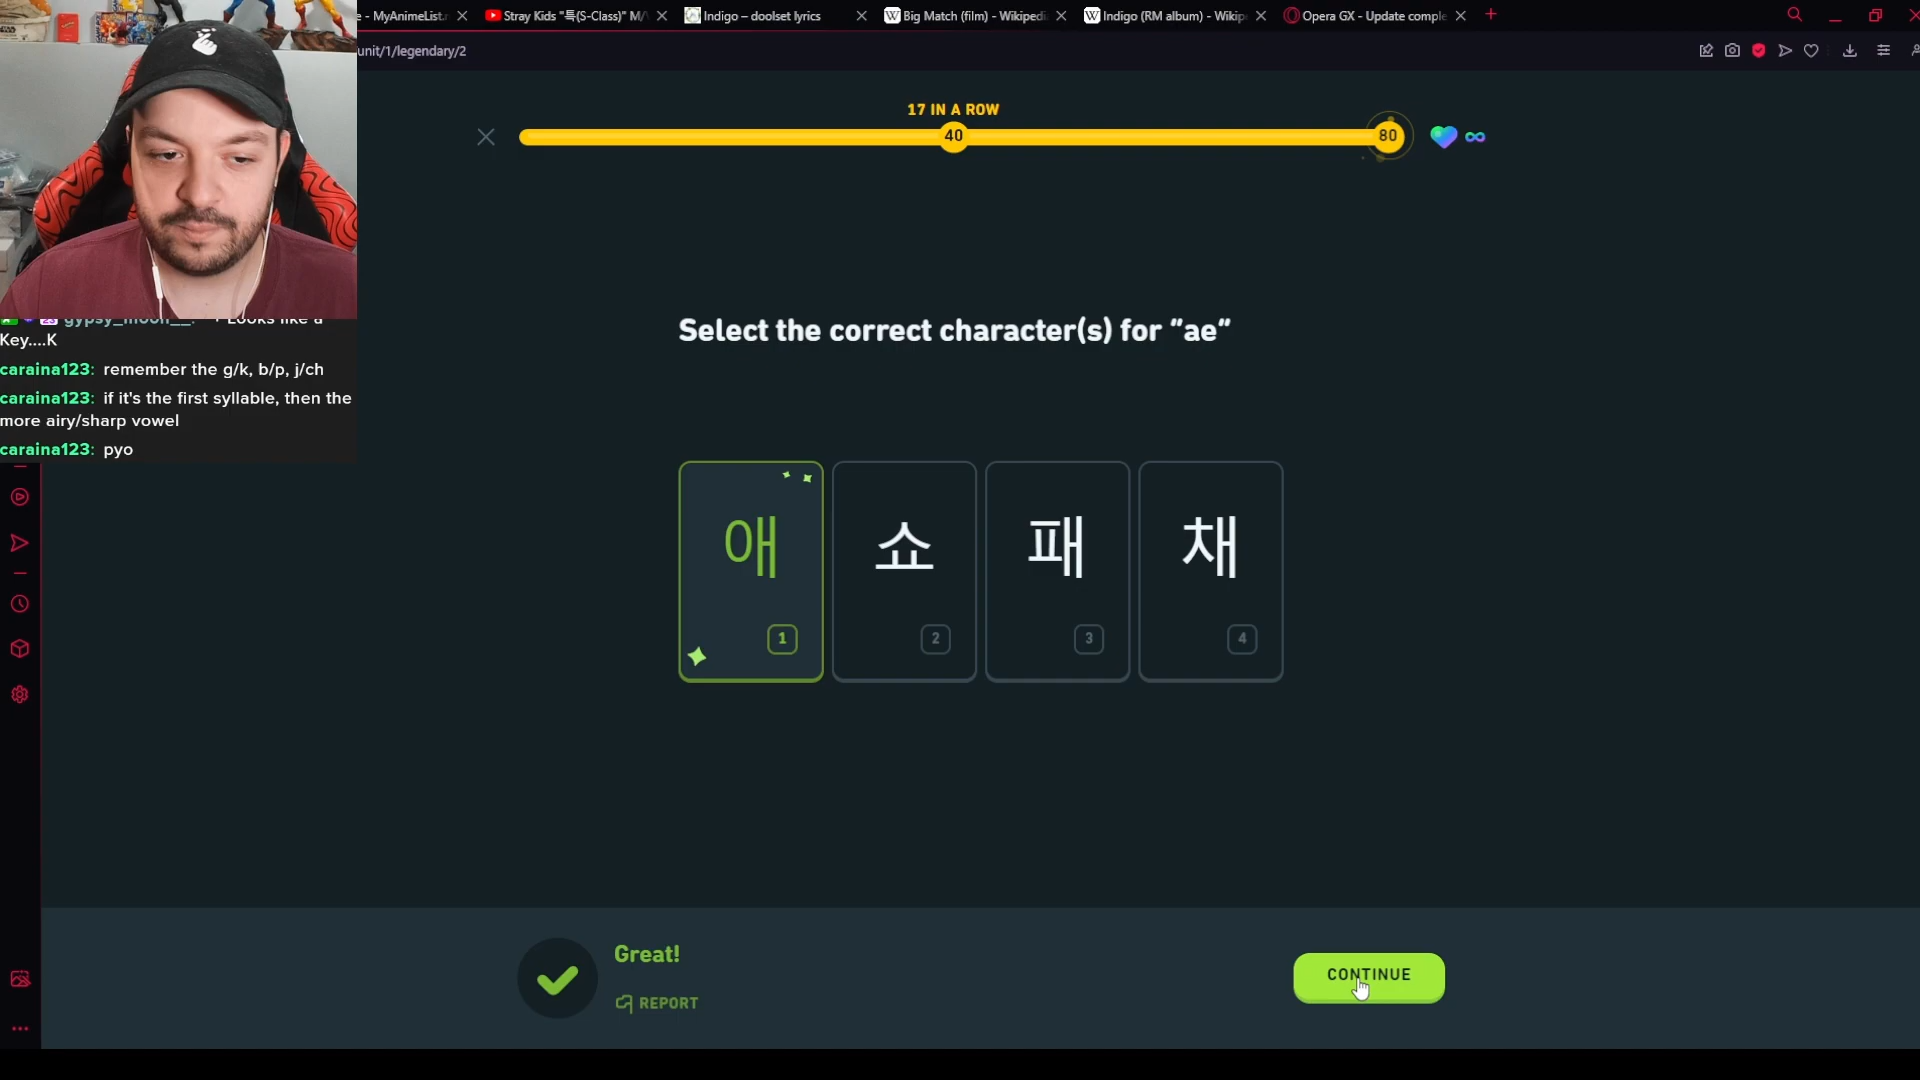 e - MyAnimeList.
Stray Kids "특(S-Class)" M/
Indigo – doolset lyrics
Big Match (film) - Wikipedi
Indigo (RM album) - Wikip
Opera GX - Update comple
unit/1/legendary/2
17 IN A ROW
40
80
Select the correct character(s) for "ae"
Looks like a
Key....K
caraina123: remember the g/k, b/p, j/ch
caraina123: if it's the first syllable, then the
more airy/sharp vowel
caraina123: pyo
애
쇼
패
채
1
2
3
4
Great!
REPORT
CONTINUE